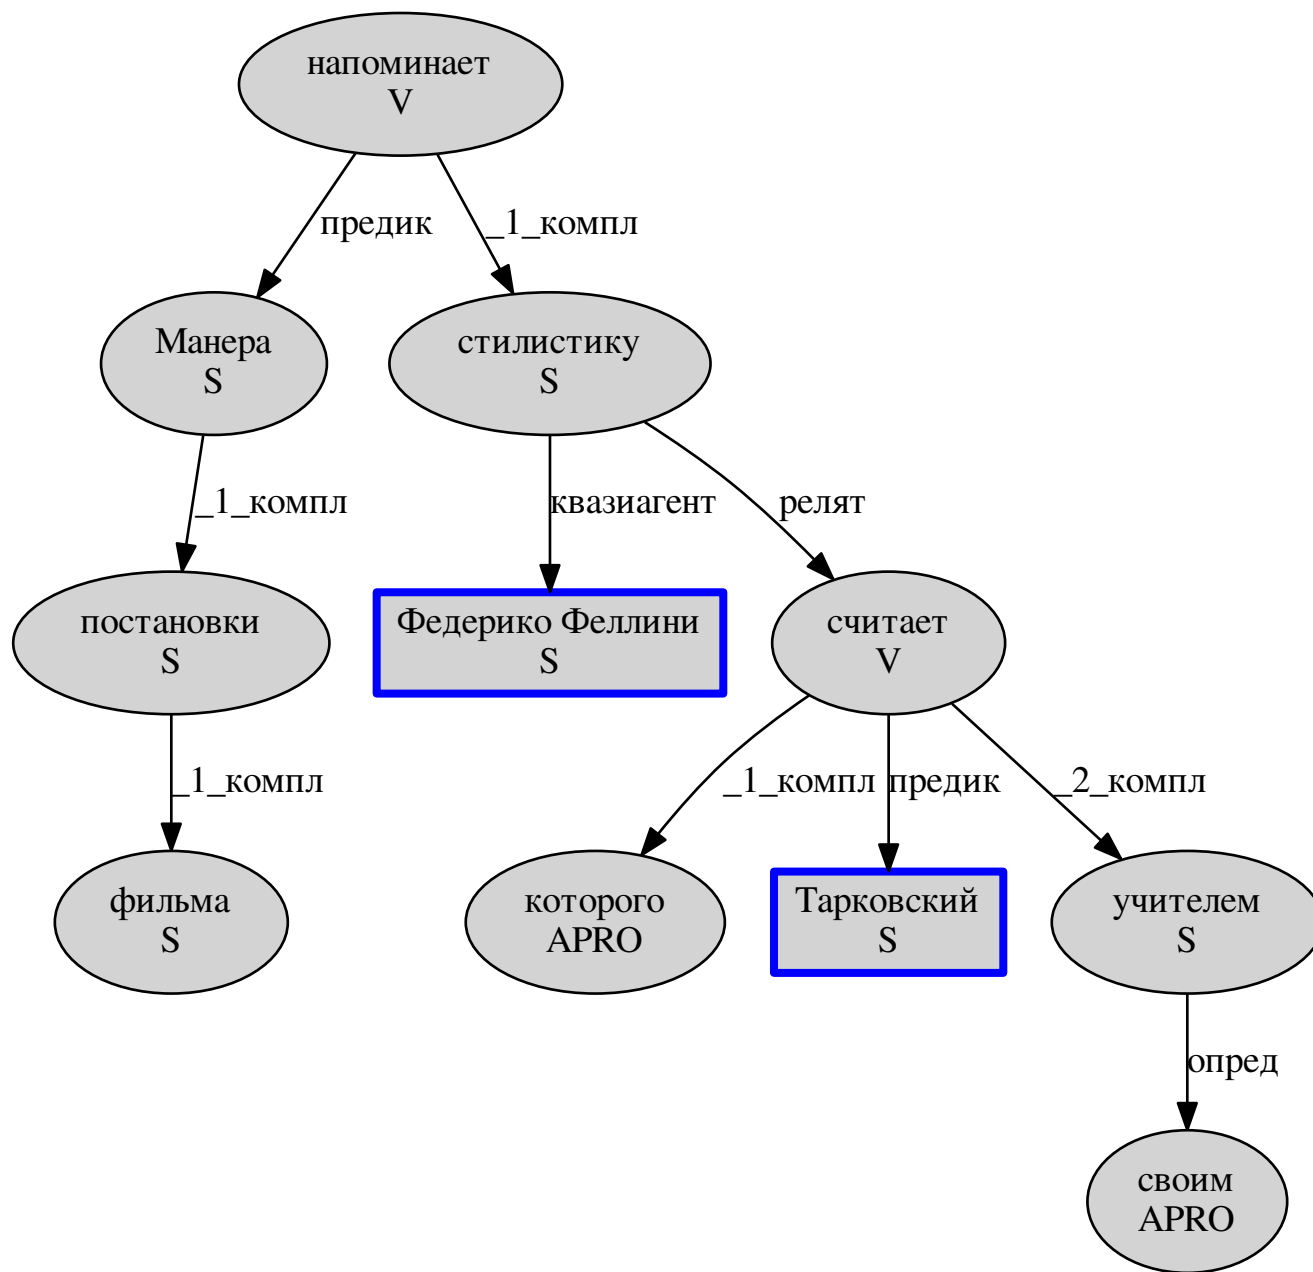 напоминает
V
предик
_1_компл
Манера
S
стилистику
S
_1_компл
квазиагент
релят
постановки
S
Федерико Феллини
S
считает
V
_1_компл
_1_компл
предик
_2_компл
фильма
S
которого
APRO
Тарковский
S
учителем
S
опред
своим
APRO